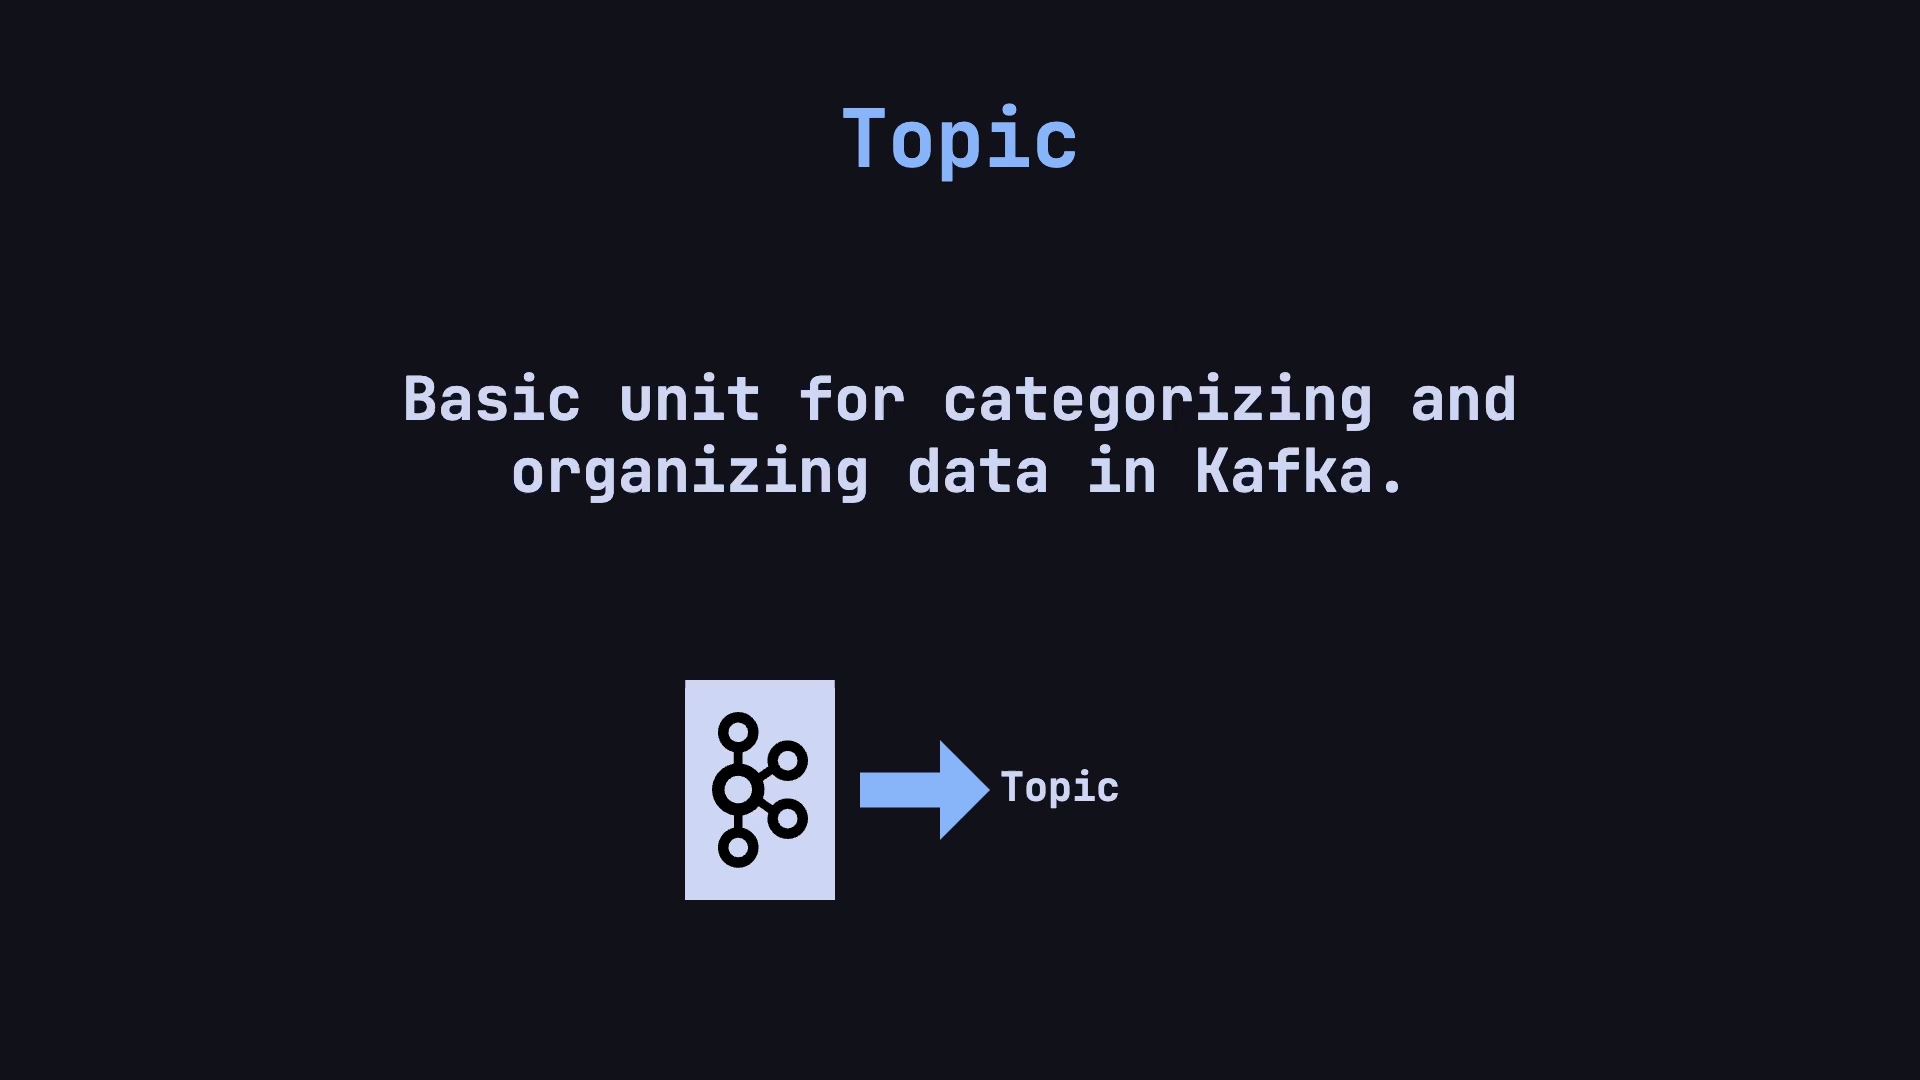 Topic
Basic unit for categorizing and
organizing data in Kafka.
Topic